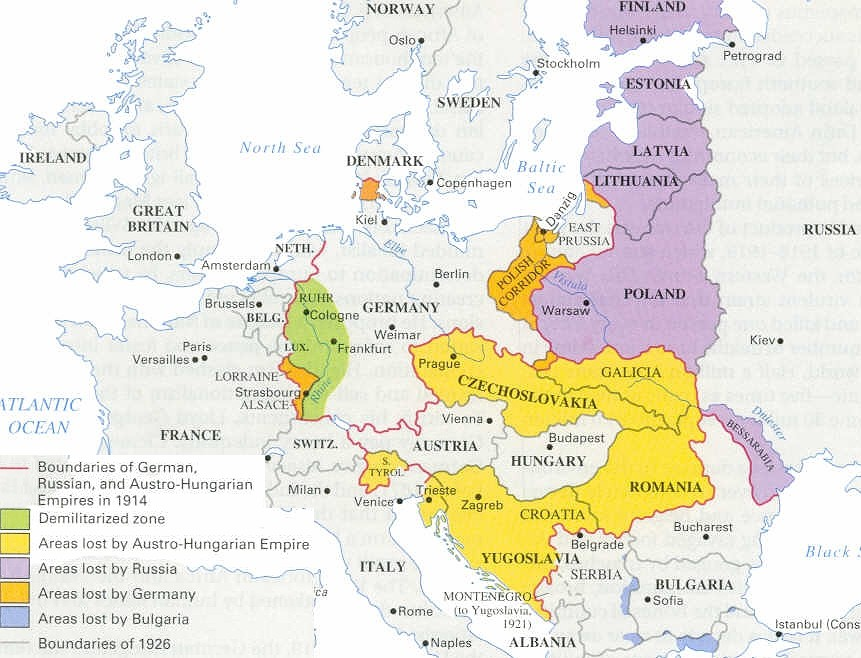 NORWAY
FINLAND
Oslo
Helsinki
Petrograd
Stockholm
ESTONIA
SWEDEN
LATVIA
LITHUANIA
IRELAND
North Sea
DENMARK
Baltic
Sea
Copenhagen
GREAT
BRITAIN
London
Kiel
Danzig
EAST
PRUSSIA
RUSSIA
NETH.
Elbe
Amsterdam
Berlin
POLISH
CORRIDOR
Vistula
POLAND
Brussels
BELG.
RUHR
Cologne
GERMANY
Warsaw
Weimar
Kiev
Paris
Versailles
LUX.
Frankfurt
Prague
GALICIA
LORRAINE
Strasbourg
ALSACE
Rhine
CZECHOSLOVAKIA
ATLANTIC
OCEAN
FRANCE
SWITZ.
Vienna
AUSTRIA
Budapest
HUNGARY
Dniester
BESSARABIA
S.
TYROL
Milan
Venice
Trieste
Zagreb
CROATIA
ROMANIA
Bucharest
Belgrade
YUGOSLAVIA
SERBIA
Black S
ITALY
MONTENEGRO
(to Yugoslavia,
1921)
BULGARIA
Sofia
Rome
Naples
ALBANIA
Istanbul (Cons
Boundaries of German,
Russian, and Austro-Hungarian
Empires in 1914
Demilitarized zone
Areas lost by Austro-Hungarian Empire
Areas lost by Russia
Areas lost by Germany
Areas lost by Bulgaria
Boundaries of 1926
ca